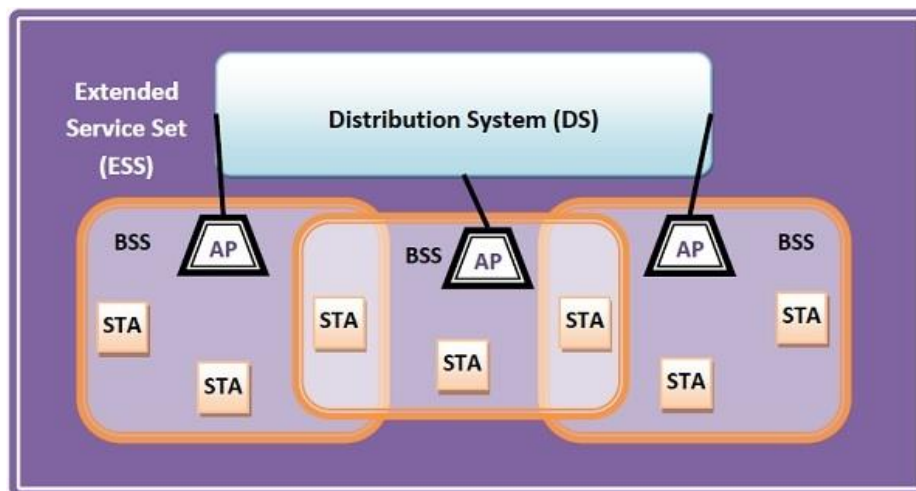 Extended
Service Set
(ESS)
Distribution System (DS)
BSS
AP
BSS
AP
AP
BSS
STA
STA
STA
STA
STA
STA
STA